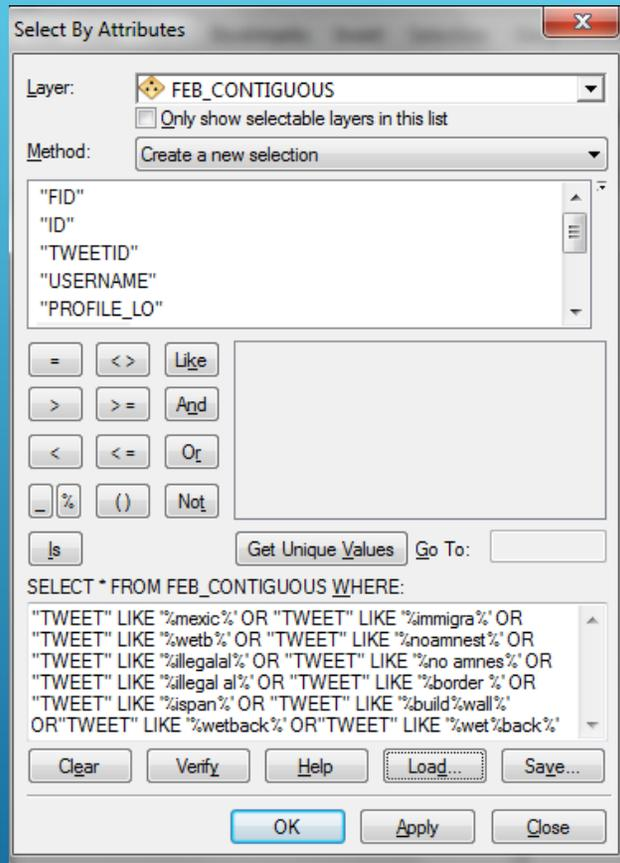 Select By Attributes
Layer:
FEB_CONTIGUOUS
Only show selectable layers in this list
Method:
Create a new selection
"FID"
"ID"
"TWEETID"
"USERNAME"
"PROFILE_LO"
= <> Like
> >= And
< <= Or
_ % () Not
Is
Get Unique Values Go To:
SELECT * FROM FEB_CONTIGUOUS WHERE:
"TWEET" LIKE '%mexic%' OR "TWEET" LIKE '%immigra%' OR
"TWEET" LIKE '%wetb%' OR "TWEET" LIKE '%noamnest%' OR
"TWEET" LIKE '%illegalal%' OR "TWEET" LIKE '%no amnes%' OR
"TWEET" LIKE '%illegal al%' OR "TWEET" LIKE '%border %' OR
"TWEET" LIKE '%ispan%' OR "TWEET" LIKE '%build%wall%'
OR"TWEET" LIKE '%wetback%' OR"TWEET" LIKE '%wet%back%'
Clear Verify Help Load... Save...
OK Apply Close